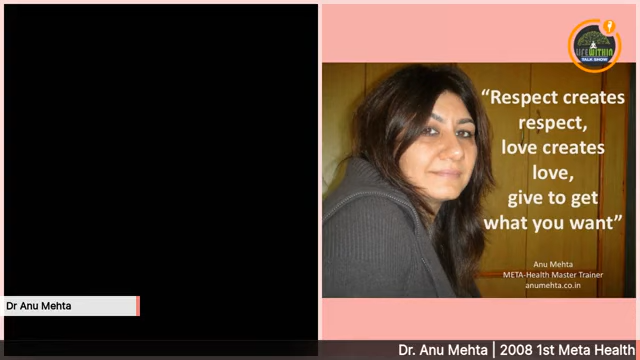 LIFEWITHIN
TALK SHOW
“Respect creates
respect,
love creates
love,
give to get
what you want”
Anu Mehta
META-Health Master Trainer
anumehta.co.in
Dr Anu Mehta
Dr. Anu Mehta | 2008 1st Meta Health